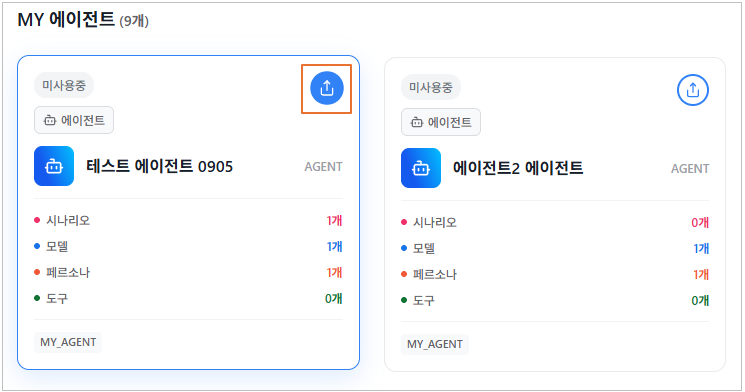 MY 에이전트 (9개)
미사용중
에이전트
테스트 에이전트 0905 AGENT
시나리오 1개
모델 1개
페르소나 1개
도구 0개
MY_AGENT
미사용중
에이전트
에이전트2 에이전트 AGENT
시나리오 0개
모델 1개
페르소나 1개
도구 0개
MY_AGENT